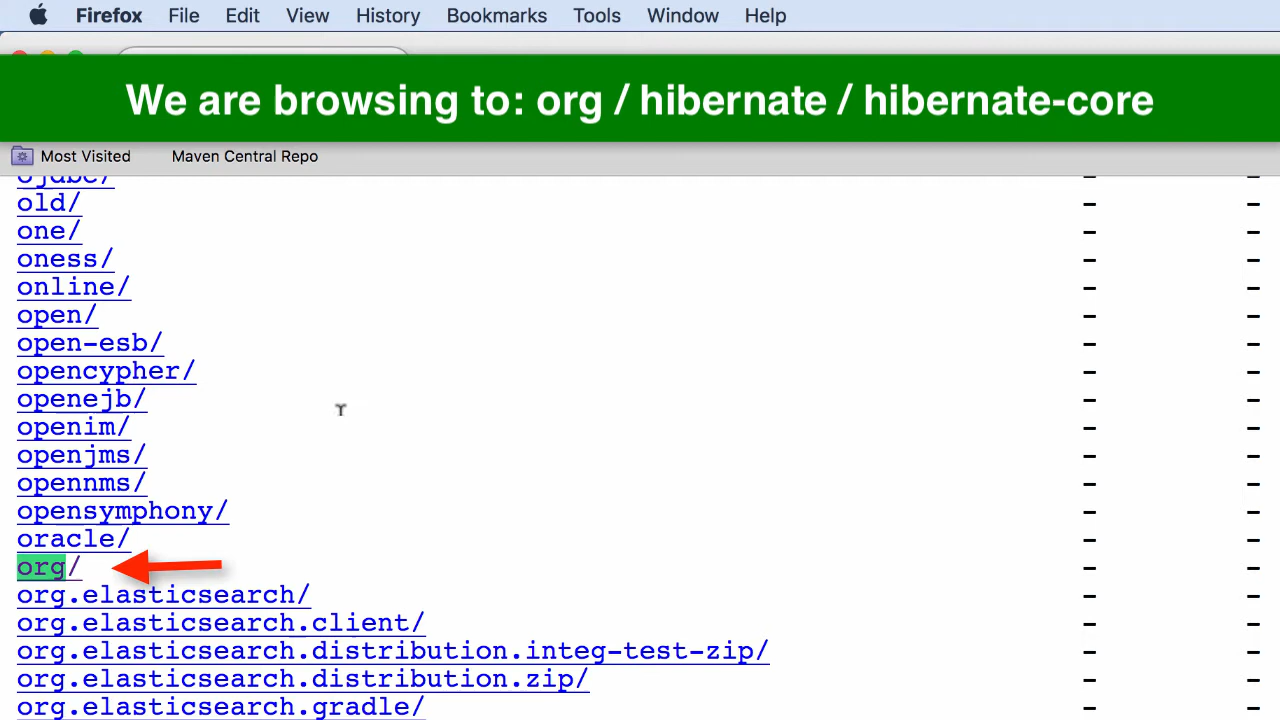 Firefox File Edit View History Bookmarks Tools Window Help
We are browsing to: org / hibernate / hibernate-core
Most Visited Maven Central Repo
ojdbc/ - -
old/ - -
one/ - -
oness/ - -
online/ - -
open/ - -
open-esb/ - -
opencypher/ - -
openejb/ - -
openim/ - -
openjms/ - -
opennms/ - -
opensymphony/ - -
oracle/ - -
org/ - -
org.elasticsearch/ - -
org.elasticsearch.client/ - -
org.elasticsearch.distribution.integ-test-zip/ - -
org.elasticsearch.distribution.zip/ - -
org.elasticsearch.gradle/ - -